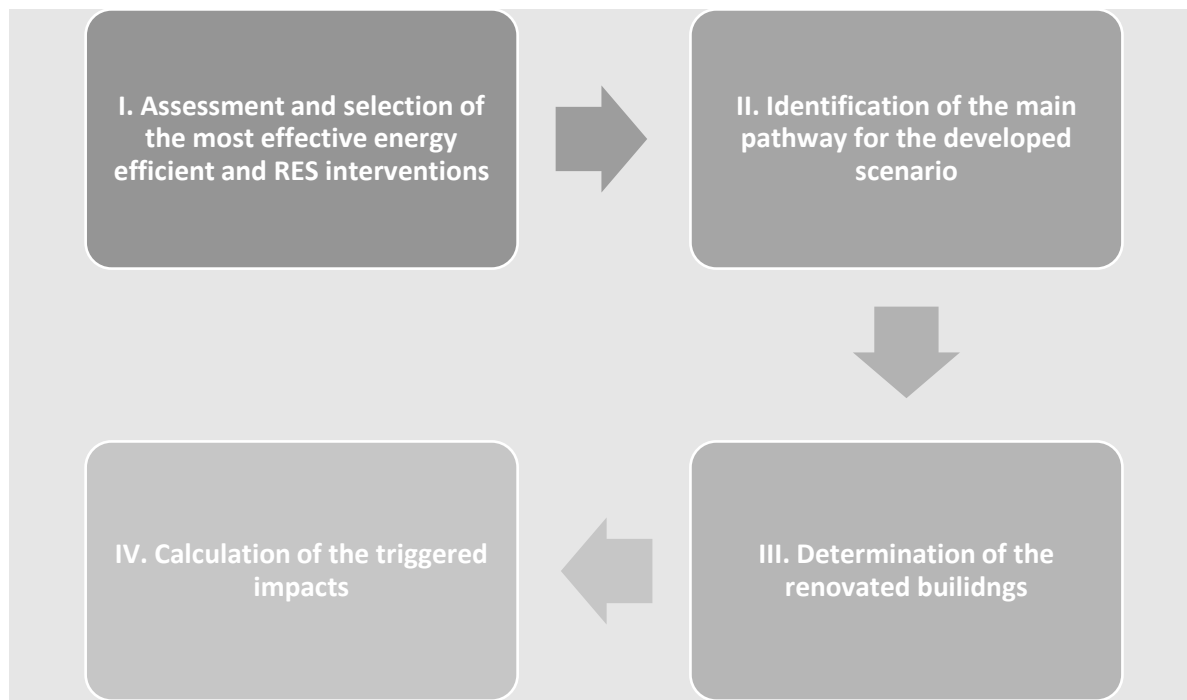 I. Assessment and selection of
the most effective energy
efficient and RES interventions
II. Identification of the main
pathway for the developed
scenario
III. Determination of the
renovated builidngs
IV. Calculation of the triggered
impacts